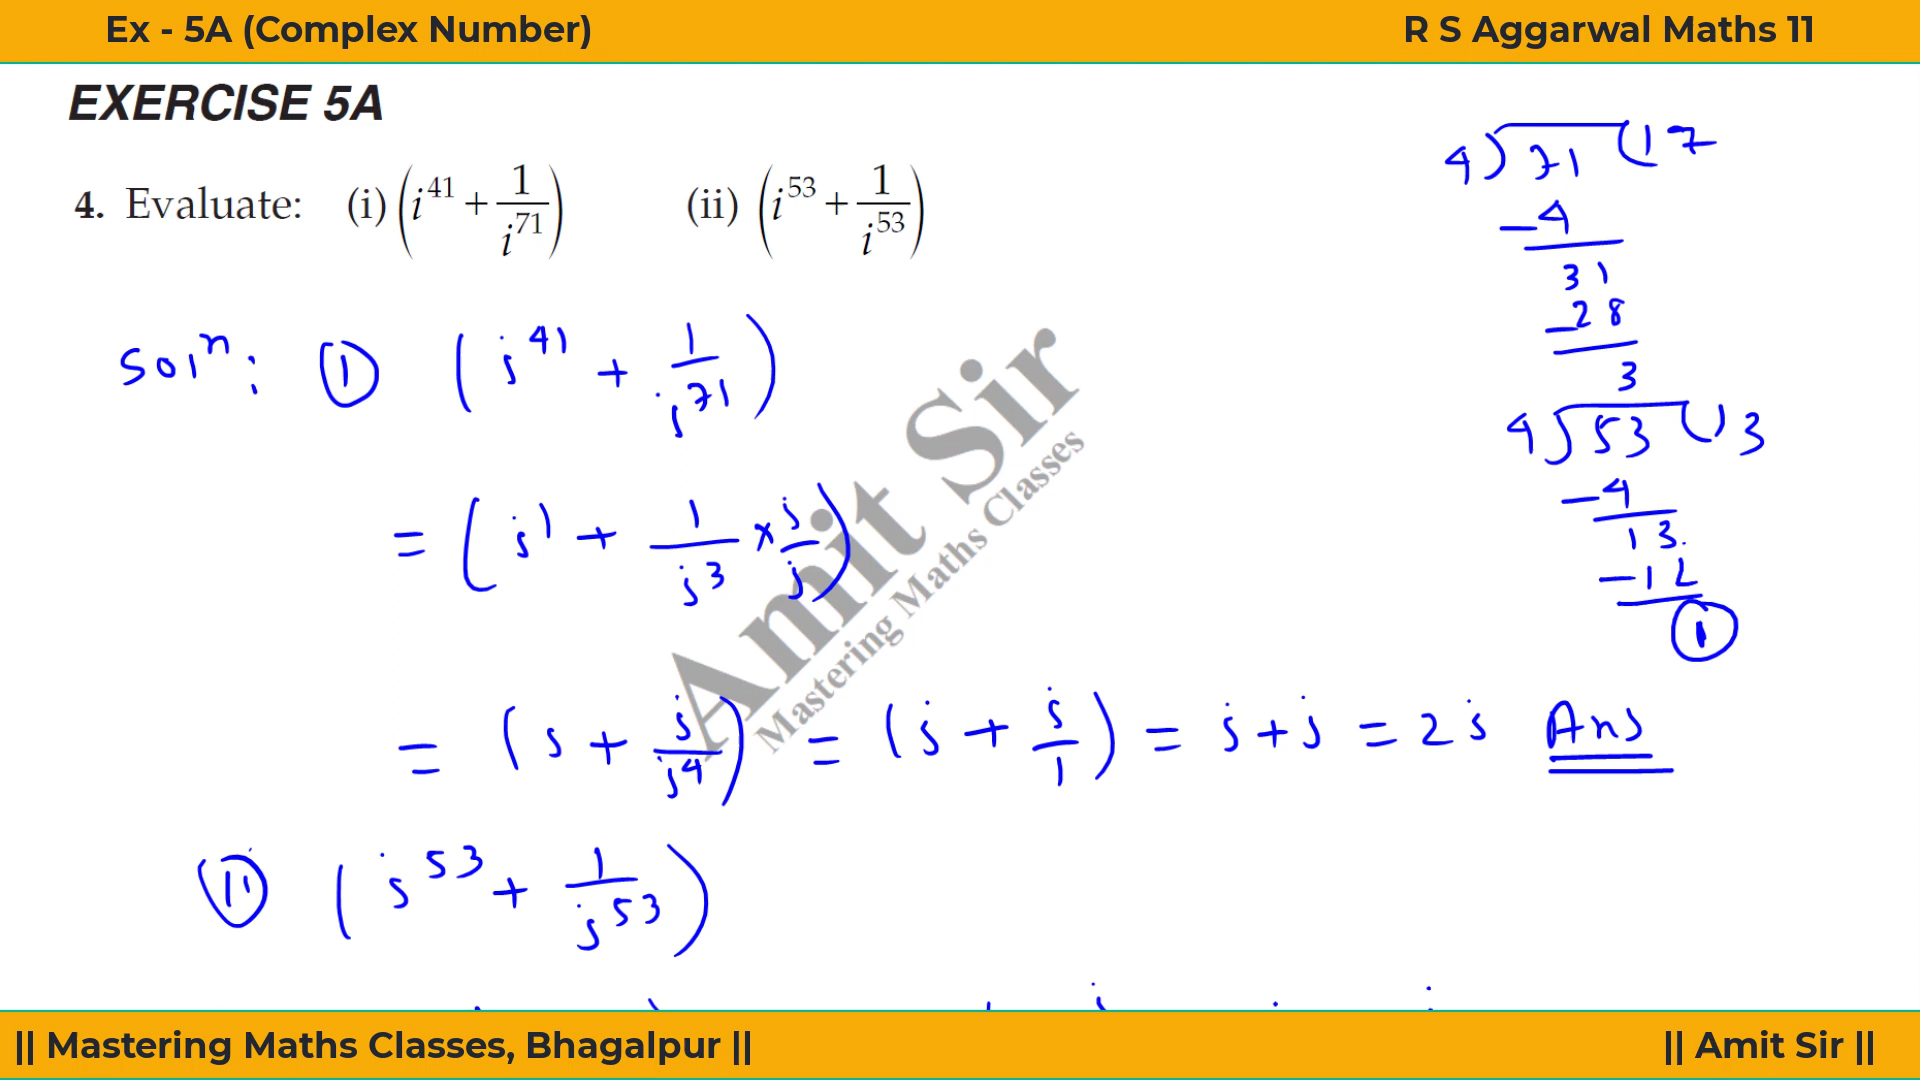 Ex - 5A (Complex Number)
R S Aggarwal Maths 11
EXERCISE 5A
4. Evaluate: (i) (i^41 + 1/i^71) (ii) (i^53 + 1/i^53)
Solⁿ: (i) (i^41 + 1/i^71)
= (i^1 + 1/i^3 × i/i)
= (i + i/i^4) = (i + i/1) = i + i = 2i Ans
(ii) (i^53 + 1/i^53)
4) 71 (17
-4
31
-28
3
4) 53 (13
-4
13
-12
1
Amit Sir
Mastering Maths Classes
|| Mastering Maths Classes, Bhagalpur ||
|| Amit Sir ||